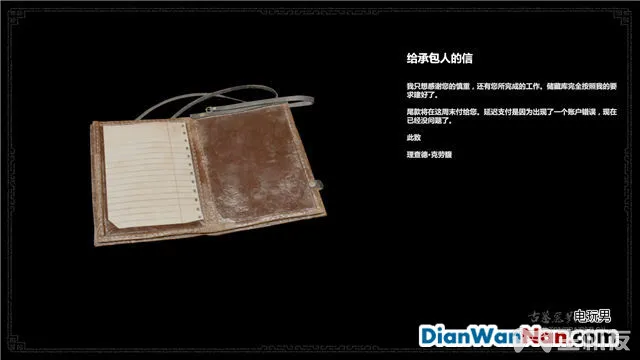 给承包人的信
我只想感谢您的慎重，还有您所完成的工作。储藏库完全按照我的要
求建好了。
尾款将在这周末付给您。延迟支付是因为出现了一个账户错误，现在
已经没问题了。
此致
理查德·克劳馥
电玩男
DianWanNan.com